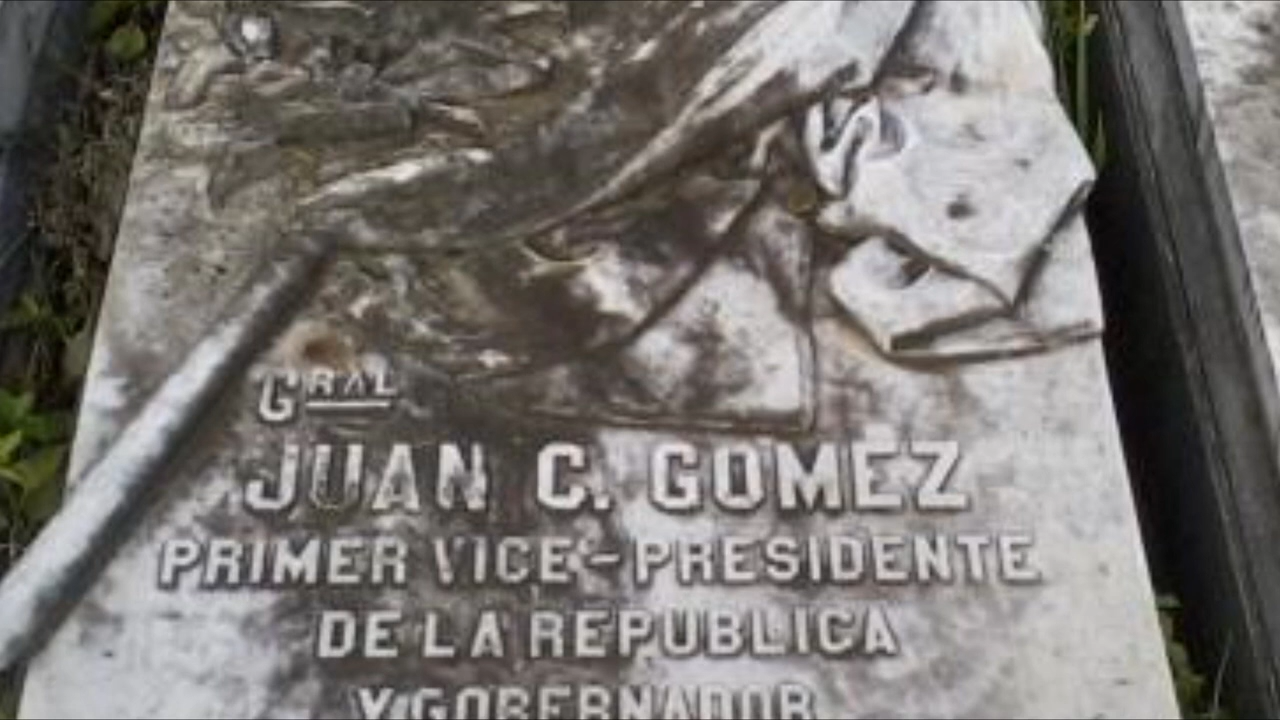 GRAL
JUAN C. GOMEZ
PRIMER VICE-PRESIDENTE
DE LA REPUBLICA
Y GOBERNADOR